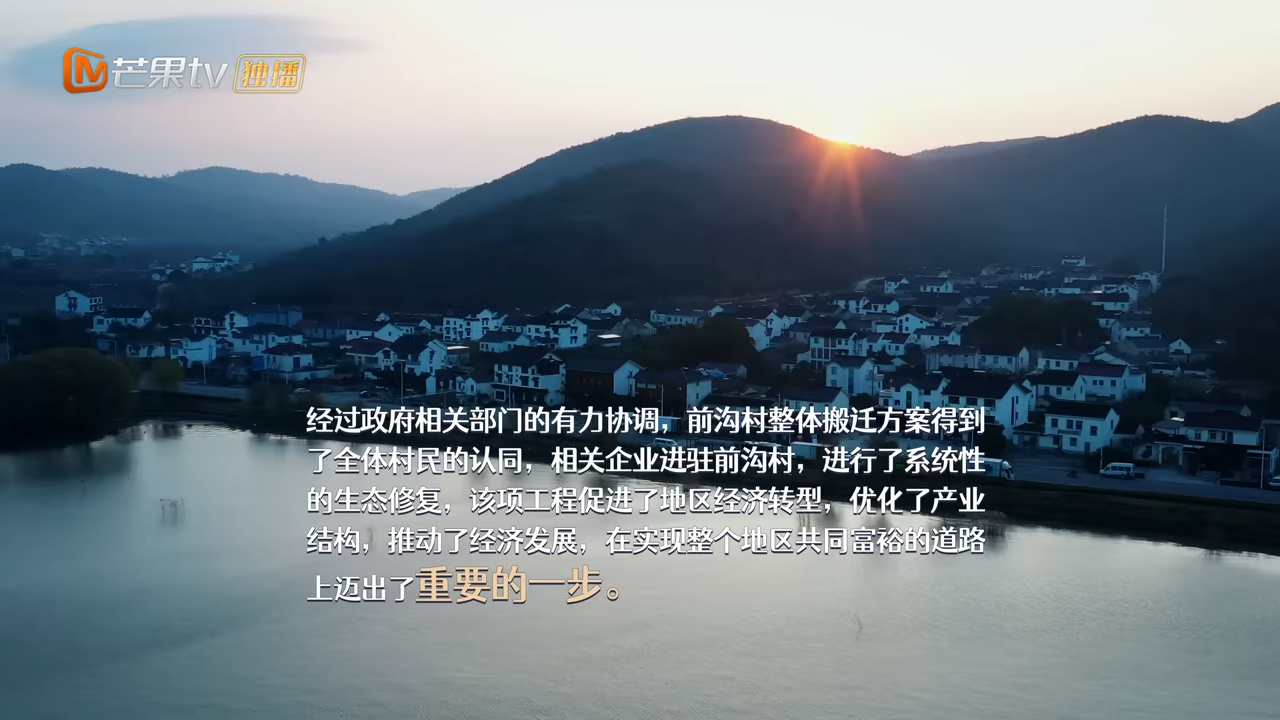 芒果tv 独播
经过政府相关部门的有力协调，前沟村整体搬迁方案得到
了全体村民的认同，相关企业进驻前沟村，进行了系统性
的生态修复，该项工程促进了地区经济转型，优化了产业
结构，推动了经济发展，在实现整个地区共同富裕的道路
上迈出了重要的一步。